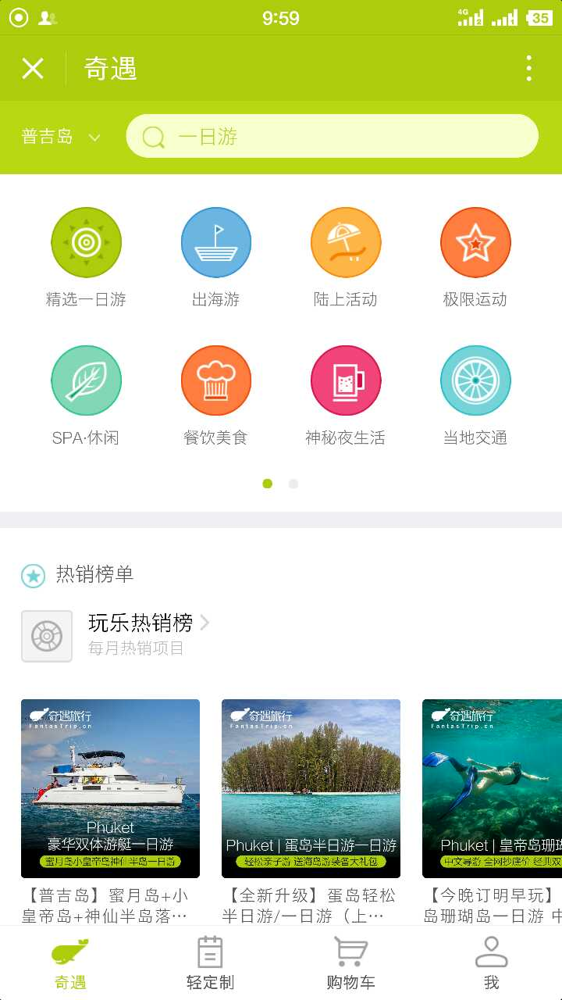 9:59
4G
2
1
35
奇遇
普吉岛
一日游
精选一日游
出海游
陆上活动
极限运动
SPA·休闲
餐饮美食
神秘夜生活
当地交通
热销榜单
玩乐热销榜
每月热销项目
奇遇旅行
FantasTrip.cn
Phuket
豪华双体游艇一日游
蜜月岛小皇帝岛神仙半岛一日游
【普吉岛】蜜月岛+小
皇帝岛+神仙半岛落…
奇遇旅行
FantasTrip.cn
Phuket | 蛋岛半日游一日游
轻松亲子游 送海岛游装备大礼包
【全新升级】蛋岛轻松
半日游/一日游（上…
奇遇旅行
FantasTrip.cn
Phuket | 皇帝岛珊瑚
中文导游 全网抄底价 经典双
【今晚订明早玩】
岛珊瑚岛一日游 中
奇遇
轻定制
购物车
我